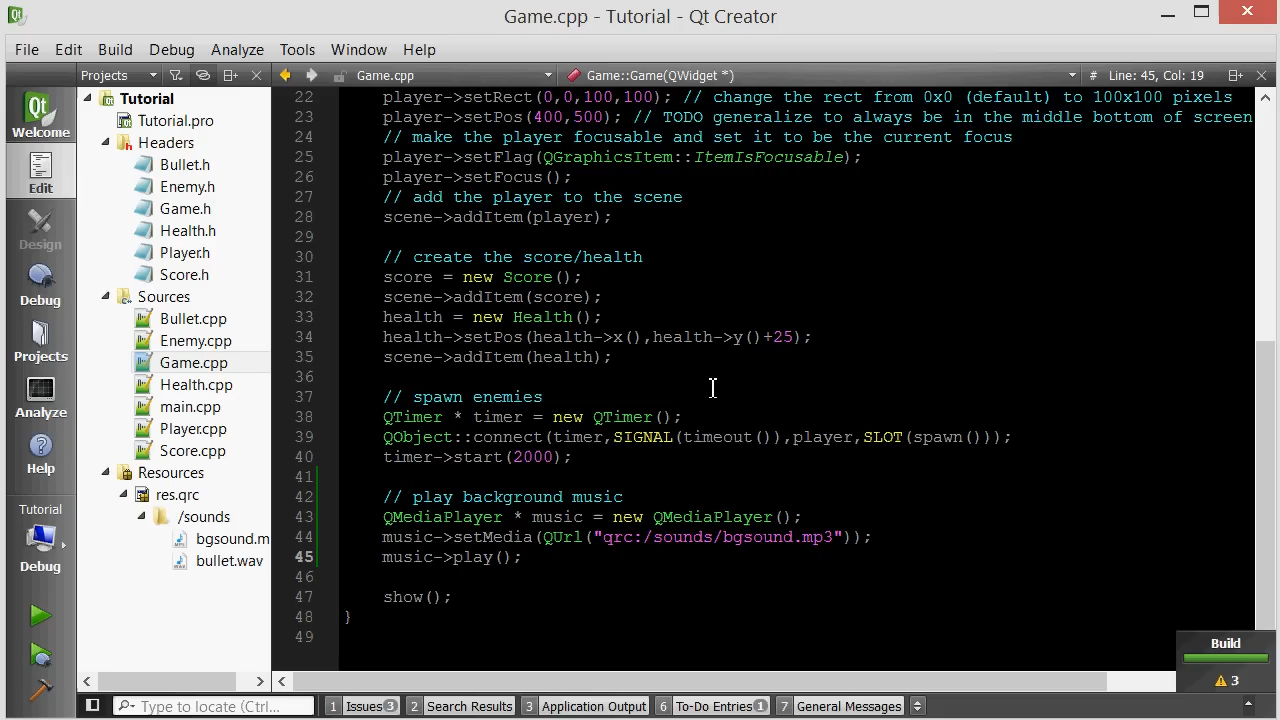 Game.cpp - Tutorial - Qt Creator
File Edit Build Debug Analyze Tools Window Help
Projects Game.cpp Game::Game(QWidget *) # Line: 45, Col: 19
Qt
Welcome
Edit
Design
Debug
Projects
Analyze
Help
Tutorial
Debug
Tutorial
Tutorial.pro
Headers
Bullet.h
Enemy.h
Game.h
Health.h
Player.h
Score.h
Sources
Bullet.cpp
Enemy.cpp
Game.cpp
Health.cpp
main.cpp
Player.cpp
Score.cpp
Resources
res.qrc
/sounds
bgsound.m
bullet.wav
22 player->setRect(0,0,100,100); // change the rect from 0x0 (default) to 100x100 pixels
23 player->setPos(400,500); // TODO generalize to always be in the middle bottom of screen
24 // make the player focusable and set it to be the current focus
25 player->setFlag(QGraphicsItem::ItemIsFocusable);
26 player->setFocus();
27 // add the player to the scene
28 scene->addItem(player);
29
30 // create the score/health
31 score = new Score();
32 scene->addItem(score);
33 health = new Health();
34 health->setPos(health->x(),health->y()+25);
35 scene->addItem(health);
36
37 // spawn enemies
38 QTimer * timer = new QTimer();
39 QObject::connect(timer,SIGNAL(timeout()),player,SLOT(spawn()));
40 timer->start(2000);
41
42 // play background music
43 QMediaPlayer * music = new QMediaPlayer();
44 music->setMedia(QUrl("qrc:/sounds/bgsound.mp3"));
45 music->play();
46
47 show();
48 }
49
Build
3
Type to locate (Ctrl... 1 Issues 3 2 Search Results 3 Application Output 6 To-Do Entries 1 7 General Messages